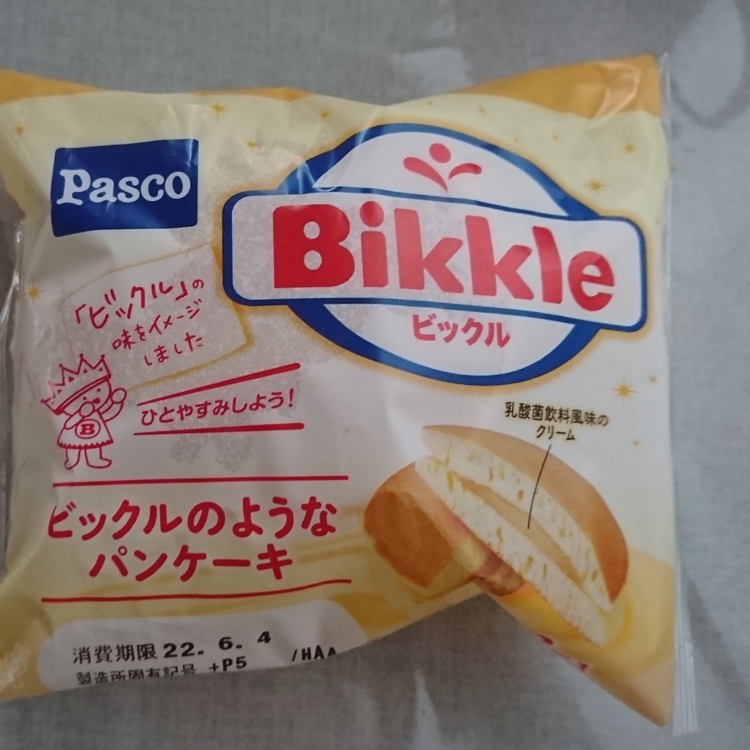 Pasco
Bikkle
ビックル
「ビックル」の
味をイメージ
しました
B
ひとやすみしよう!
乳酸菌飲料風味の
クリーム
ビックルのような
パンケーキ
消費期限 22. 6. 4
製造所固有記号 +P5 /HAA